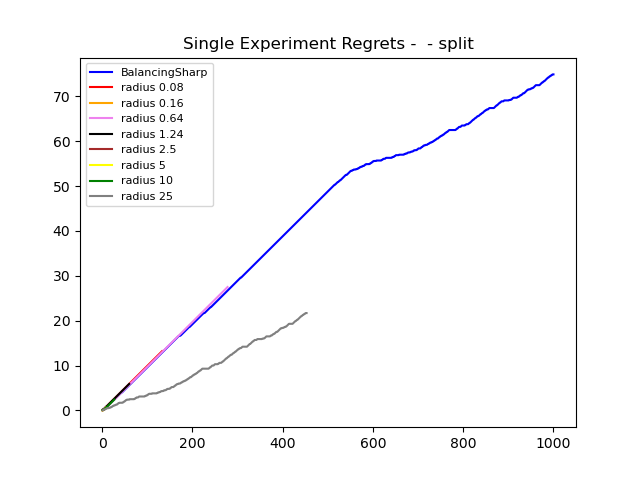 Single Experiment Regrets -  - split
BalancingSharp
radius 0.08
radius 0.16
radius 0.64
radius 1.24
radius 2.5
radius 5
radius 10
radius 25
70
60
50
40
30
20
10
0
0 200 400 600 800 1000